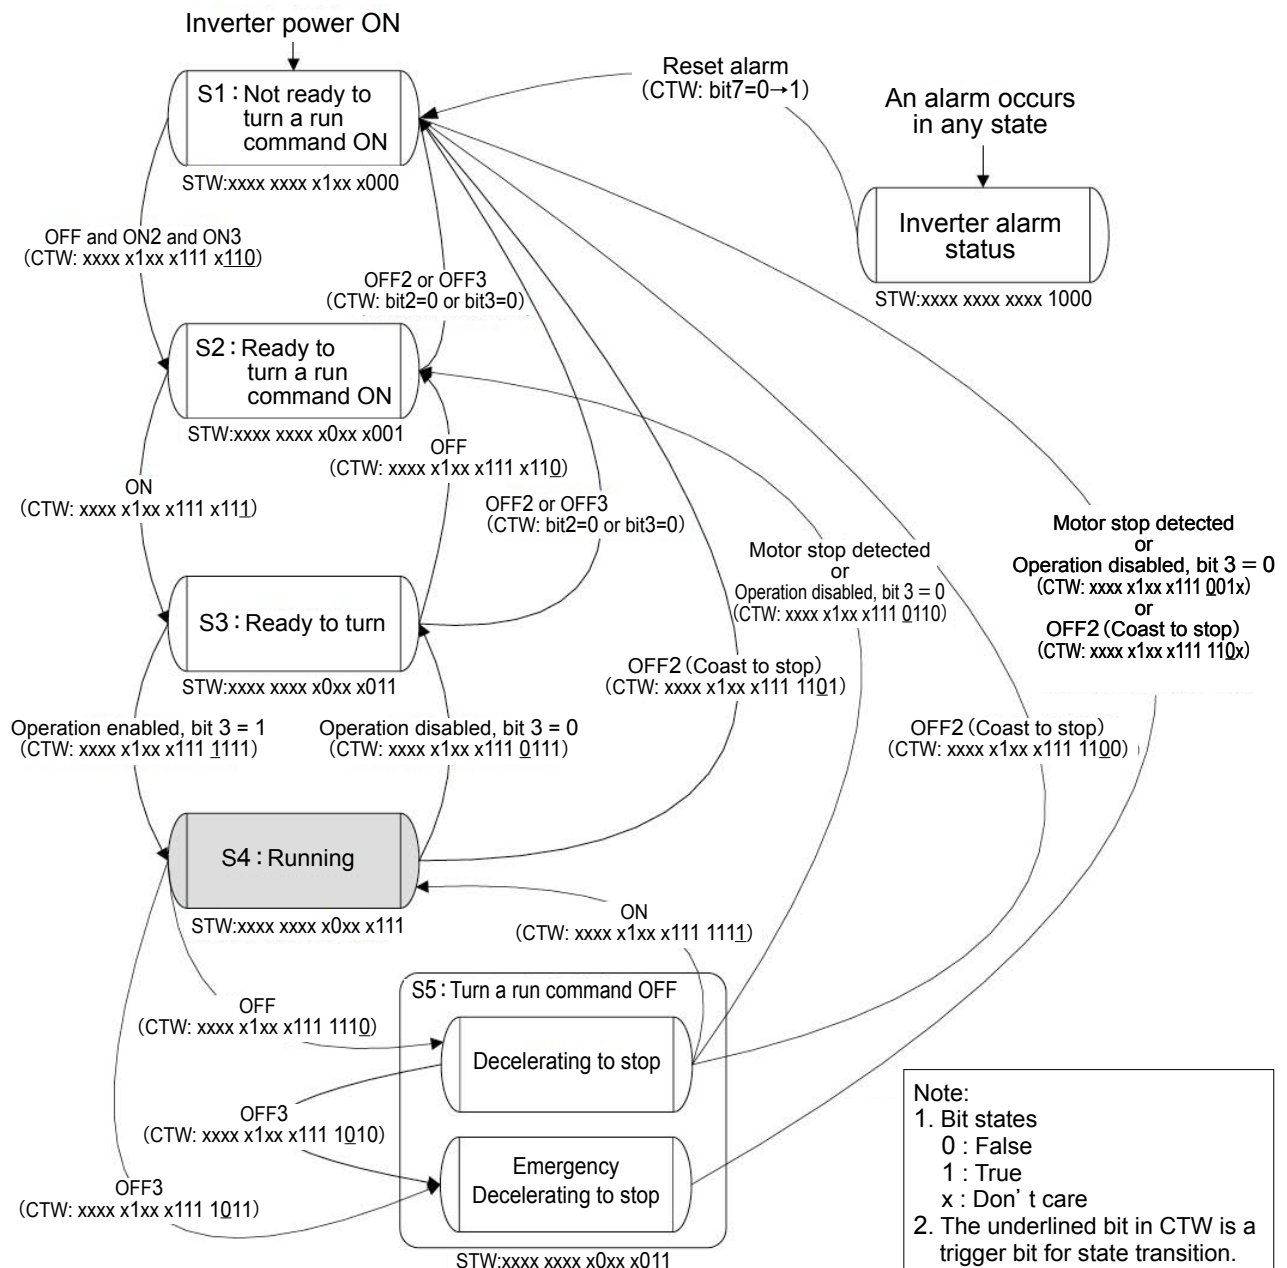 Inverter power ON
S1：Not ready to
turn a run
command ON
STW:xxxx xxxx x1xx x000
Reset alarm
(CTW: bit7=0→1)
An alarm occurs
in any state
Inverter alarm
status
STW:xxxx xxxx xxxx 1000
OFF and ON2 and ON3
(CTW: xxxx x1xx x111 x110)
OFF2 or OFF3
(CTW: bit2=0 or bit3=0)
S2：Ready to
turn a run
command ON
STW:xxxx xxxx x0xx x001
OFF
(CTW: xxxx x1xx x111 x110)
ON
(CTW: xxxx x1xx x111 x111)
OFF2 or OFF3
(CTW: bit2=0 or bit3=0)
Motor stop detected
or
Operation disabled, bit 3 = 0
(CTW: xxxx x1xx x111 0110)
Motor stop detected
or
Operation disabled, bit 3 = 0
(CTW: xxxx x1xx x111 001x)
or
OFF2 (Coast to stop)
(CTW: xxxx x1xx x111 110x)
S3：Ready to turn
STW:xxxx xxxx x0xx x011
OFF2 (Coast to stop)
(CTW: xxxx x1xx x111 1101)
Operation enabled, bit 3 = 1
(CTW: xxxx x1xx x111 1111)
Operation disabled, bit 3 = 0
(CTW: xxxx x1xx x111 0111)
OFF2 (Coast to stop)
(CTW: xxxx x1xx x111 1100)
S4：Running
STW:xxxx xxxx x0xx x111
ON
(CTW: xxxx x1xx x111 1111)
S5：Turn a run command OFF
OFF
(CTW: xxxx x1xx x111 1110)
Decelerating to stop
OFF3
(CTW: xxxx x1xx x111 1010)
Emergency
Decelerating to stop
OFF3
(CTW: xxxx x1xx x111 1011)
STW:xxxx xxxx x0xx x011
Note:
1. Bit states
0 : False
1 : True
x : Don't care
2. The underlined bit in CTW is a
trigger bit for state transition.